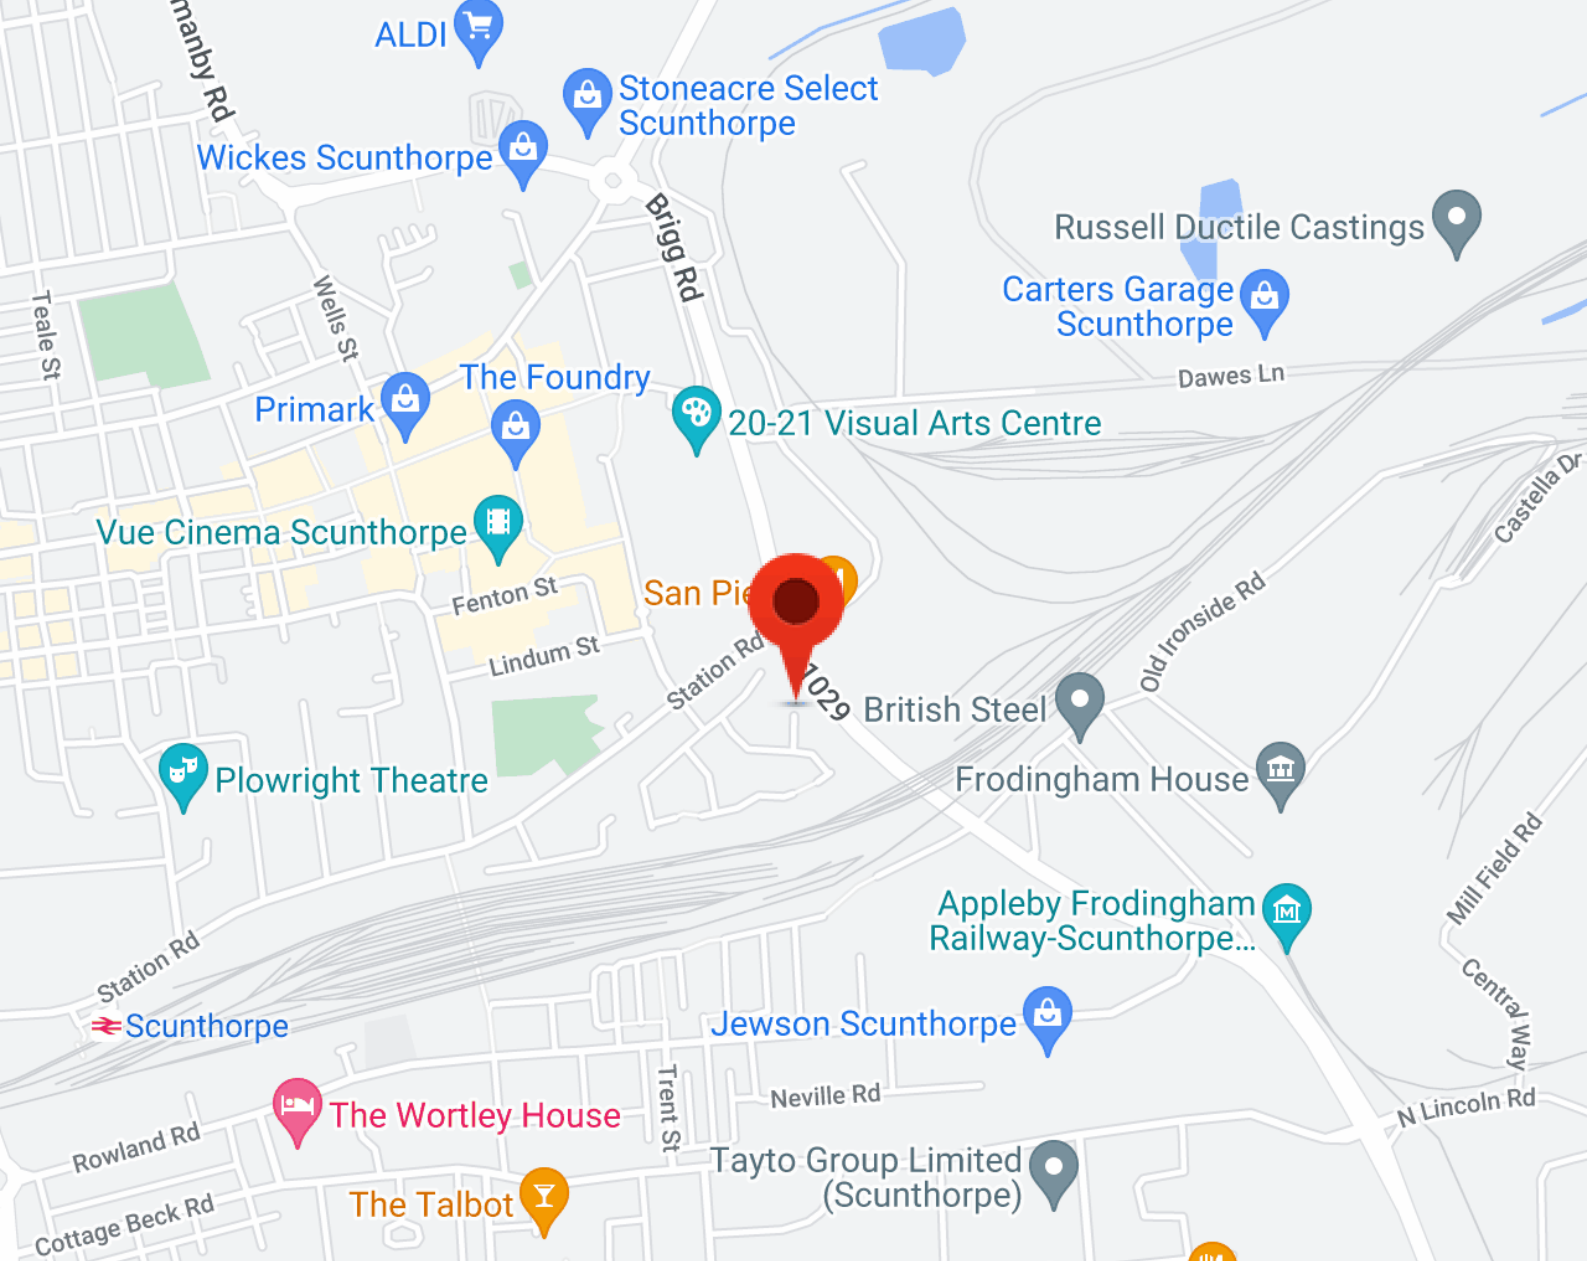 manby Rd
ALDI
Stoneacre Select
Scunthorpe
Wickes Scunthorpe
Brigg Rd
Russell Ductile Castings
Carters Garage
Scunthorpe
Teale St
Wells St
Dawes Ln
The Foundry
Primark
20-21 Visual Arts Centre
Castella Dr
Vue Cinema Scunthorpe
Fenton St
San Pie
Old Ironside Rd
Lindum St
Station Rd
1029
British Steel
Plowright Theatre
Frodingham House
Mill Field Rd
Appleby Frodingham
Railway-Scunthorpe...
Station Rd
Central Way
Scunthorpe
Jewson Scunthorpe
Trent St
Neville Rd
N Lincoln Rd
The Wortley House
Rowland Rd
Tayto Group Limited
(Scunthorpe)
The Talbot
Cottage Beck Rd